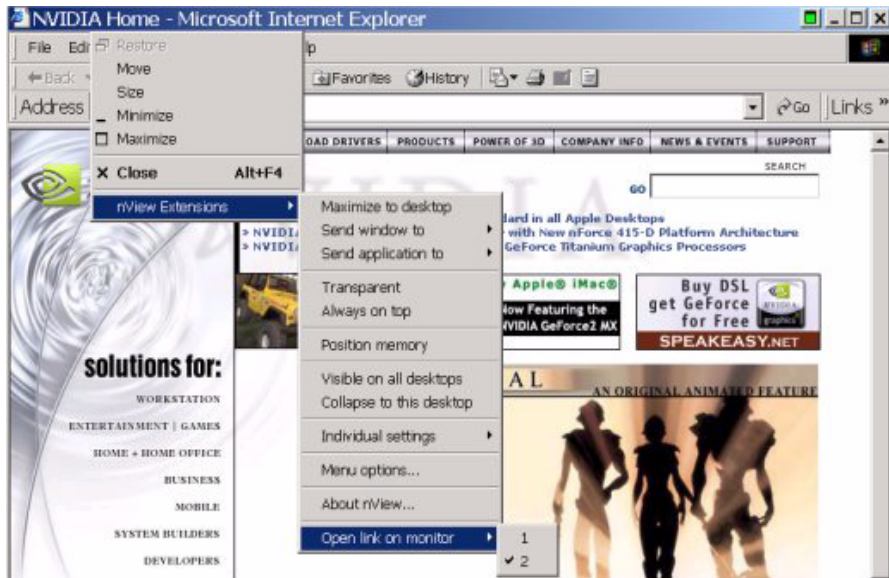 NVIDIA Home - Microsoft Internet Explorer
File Edi lp
Back Favorites History
Address Go Links »
Restore
Move
Size
Minimize
Maximize
Close Alt+F4
nView Extensions
OAD DRIVERS PRODUCTS POWER OF 3D COMPANY INFO NEWS & EVENTS SUPPORT
SEARCH
GO
dard in all Apple Desktops
» NVIDI with New nForce 415-D Platform Architecture
» NVIDI GeForce Titanium Graphics Processors
Maximize to desktop
Send window to
Send application to
Transparent
Always on top
Position memory
Visible on all desktops
Collapse to this desktop
Individual settings
Menu options...
About nView...
Open link on monitor
1
2
Apple® iMac®
Now Featuring the
NVIDIA GeForce2 MX
Buy DSL
get GeForce
for Free
SPEAKEASY.NET
A L
AN ORIGINAL ANIMATED FEATURE
solutions for:
WORKSTATION
ENTERTAINMENT | GAMES
HOME + HOME OFFICE
BUSINESS
MOBILE
SYSTEM BUILDERS
DEVELOPERS